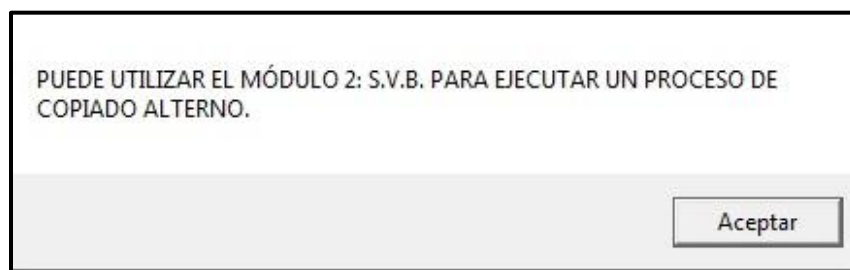 PUEDE UTILIZAR EL MÓDULO 2: S.V.B. PARA EJECUTAR UN PROCESO DE
COPIADO ALTERNO.
Aceptar